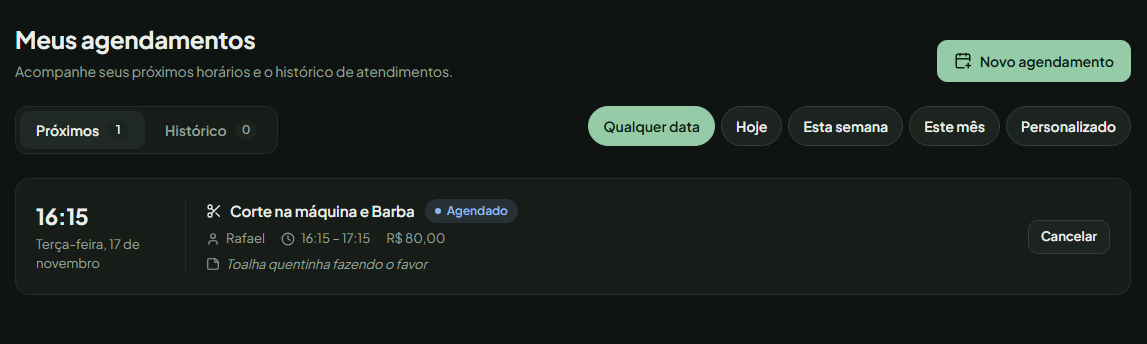 Meus agendamentos
Acompanhe seus próximos horários e o histórico de atendimentos.
Novo agendamento
Próximos 1 Histórico 0
Qualquer data Hoje Esta semana Este mês Personalizado
16:15
Terça-feira, 17 de
novembro
Corte na máquina e Barba Agendado
Rafael 16:15 – 17:15 R$ 80,00
Toalha quentinha fazendo o favor
Cancelar